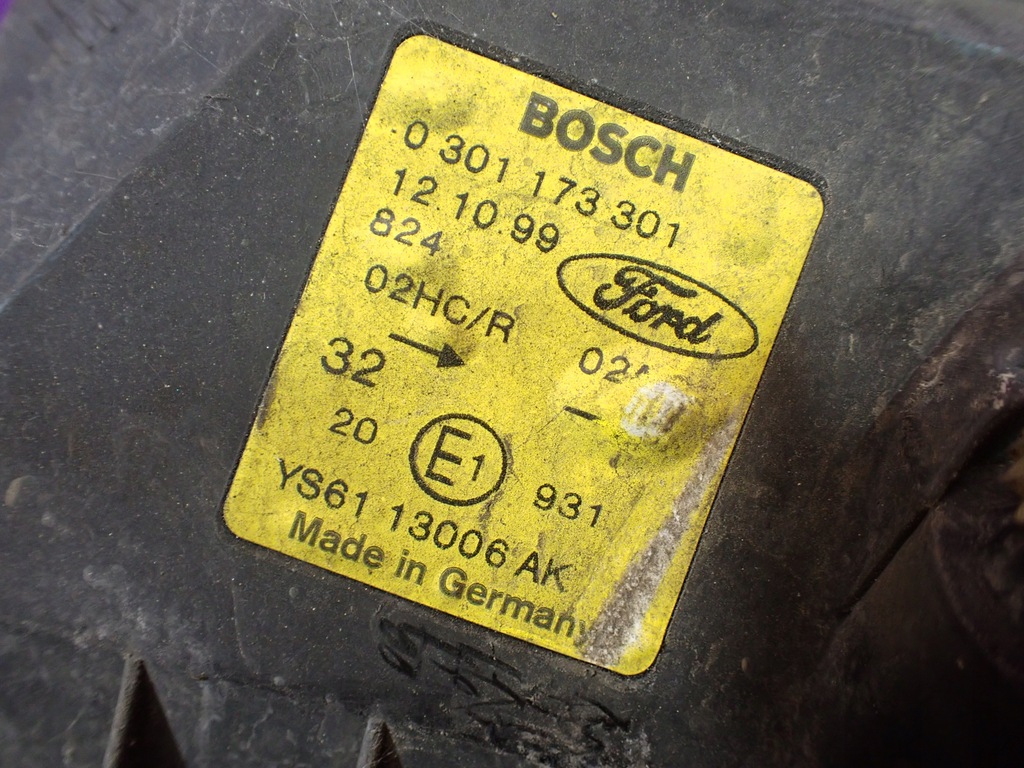 BOSCH
0 301 173 301
12.10.99
824
Ford
02HC/R
32
20
E1
931
YS61 13006 AK
Made in Germany